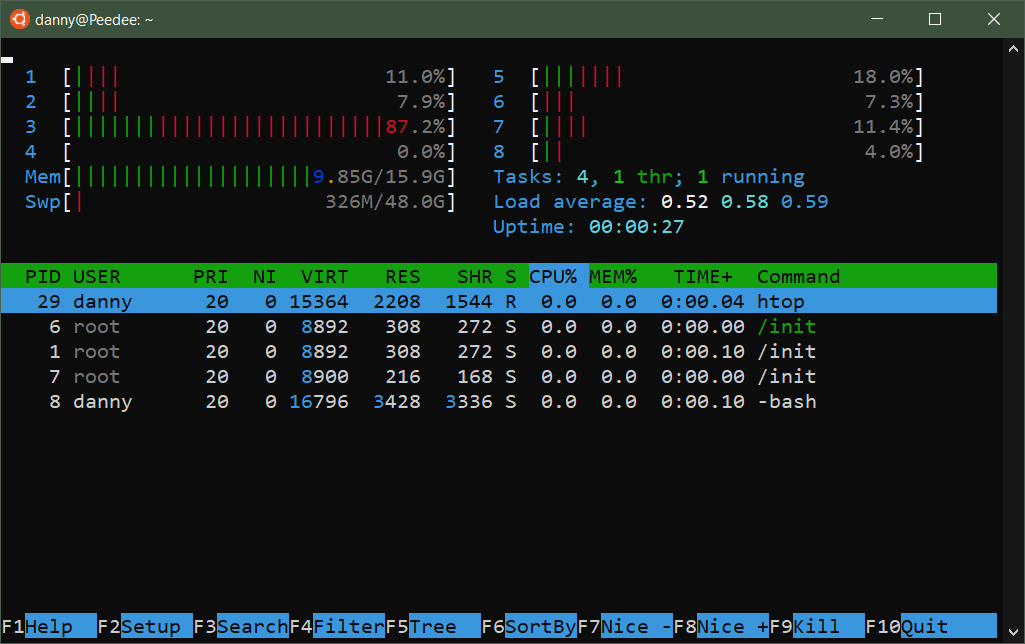 danny@Peedee: ~
1 [|||| 11.0%] 5 [||||||| 18.0%]
2 [|||| 7.9%] 6 [||| 7.3%]
3 [||||||||||||||||||||||||||87.2%] 7 [|||| 11.4%]
4 [ 0.0%] 8 [|| 4.0%]
Mem[||||||||||||||||||||9.85G/15.9G] Tasks: 4, 1 thr; 1 running
Swp[| 326M/48.0G] Load average: 0.52 0.58 0.59
Uptime: 00:00:27
PID USER PRI NI VIRT RES SHR S CPU% MEM% TIME+ Command
29 danny 20 0 15364 2208 1544 R 0.0 0.0 0:00.04 htop
6 root 20 0 8892 308 272 S 0.0 0.0 0:00.00 /init
1 root 20 0 8892 308 272 S 0.0 0.0 0:00.10 /init
7 root 20 0 8900 216 168 S 0.0 0.0 0:00.00 /init
8 danny 20 0 16796 3428 3336 S 0.0 0.0 0:00.10 -bash
F1Help F2Setup F3SearchF4FilterF5Tree F6SortByF7Nice -F8Nice +F9Kill F10Quit